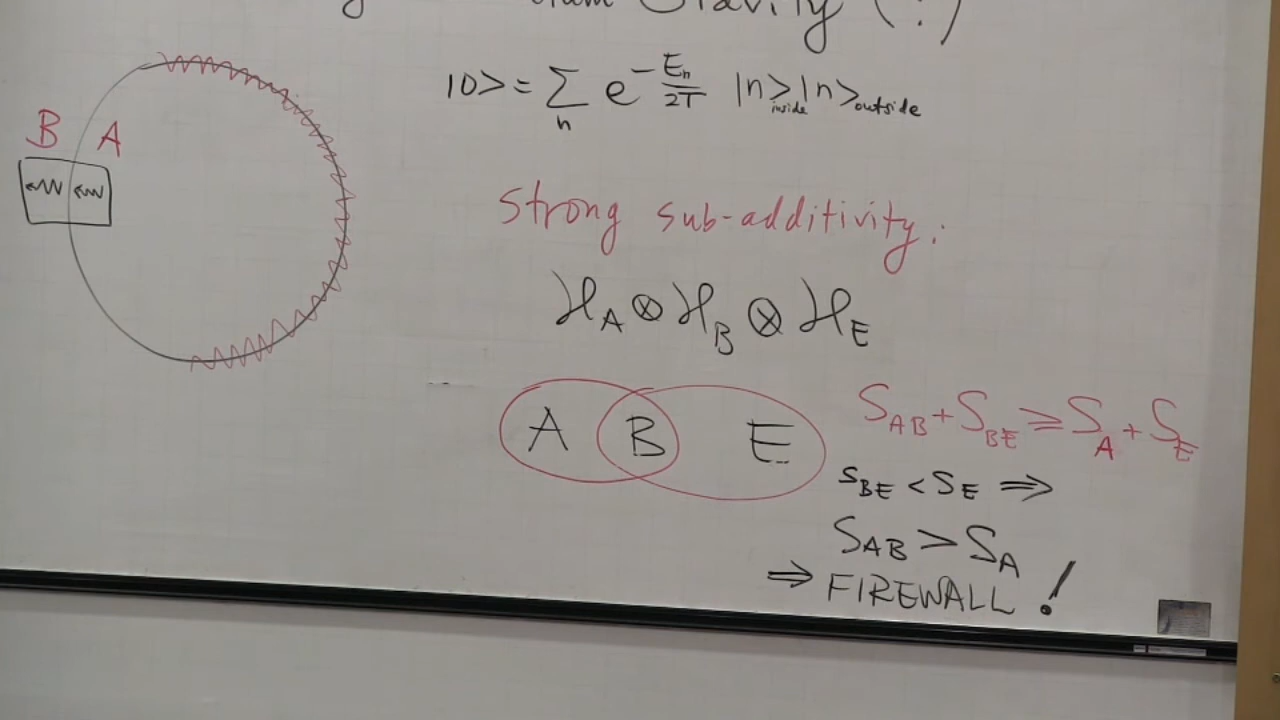 Gravity (!)
|0> = Σ_n e^{-E_n/2T} |n>_inside |n>_outside
B A
Strong sub-additivity.
ℋ_A ⊗ ℋ_B ⊗ ℋ_E
A B E
S_AB + S_BE ⩾ S_A + S_E
S_BE < S_E ⇒
S_AB > S_A
⇒ FIREWALL !